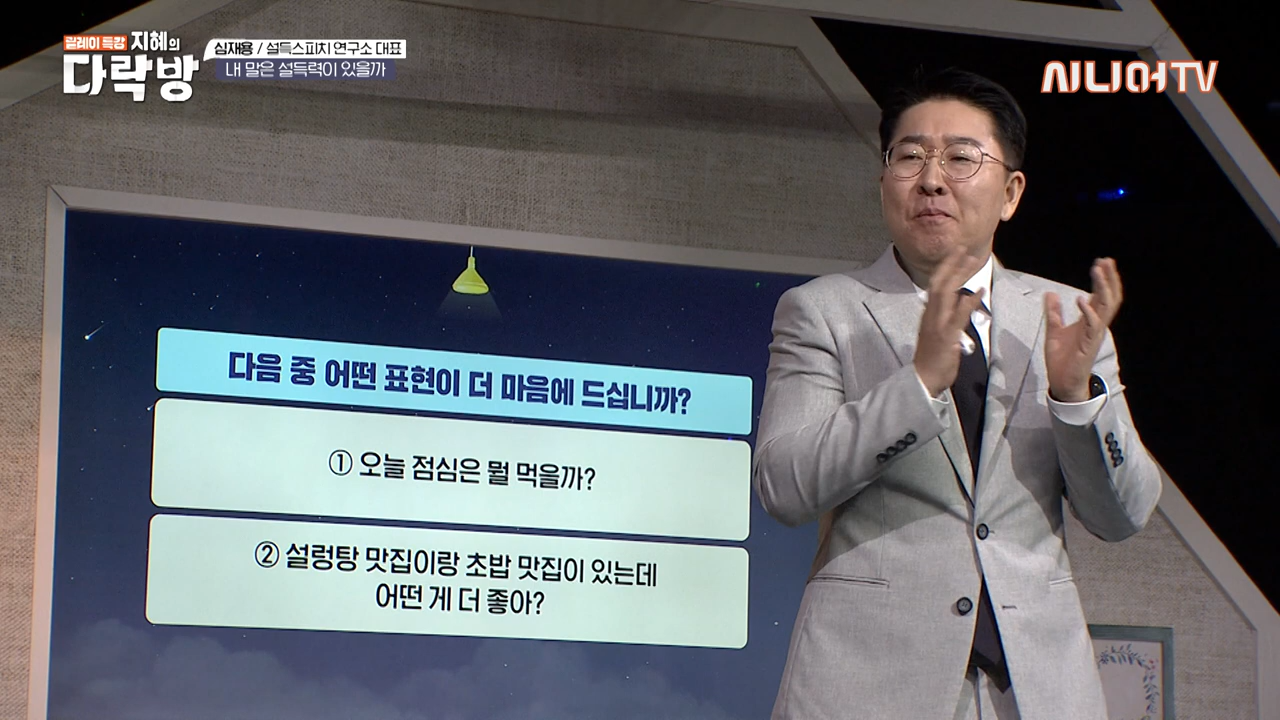 릴레이 특강 지혜의
다락방
심재용 / 설득스피치 연구소 대표
내 말은 설득력이 있을까
시니어TV
다음 중 어떤 표현이 더 마음에 드십니까?
① 오늘 점심은 뭘 먹을까?
② 설렁탕 맛집이랑 초밥 맛집이 있는데
어떤 게 더 좋아?